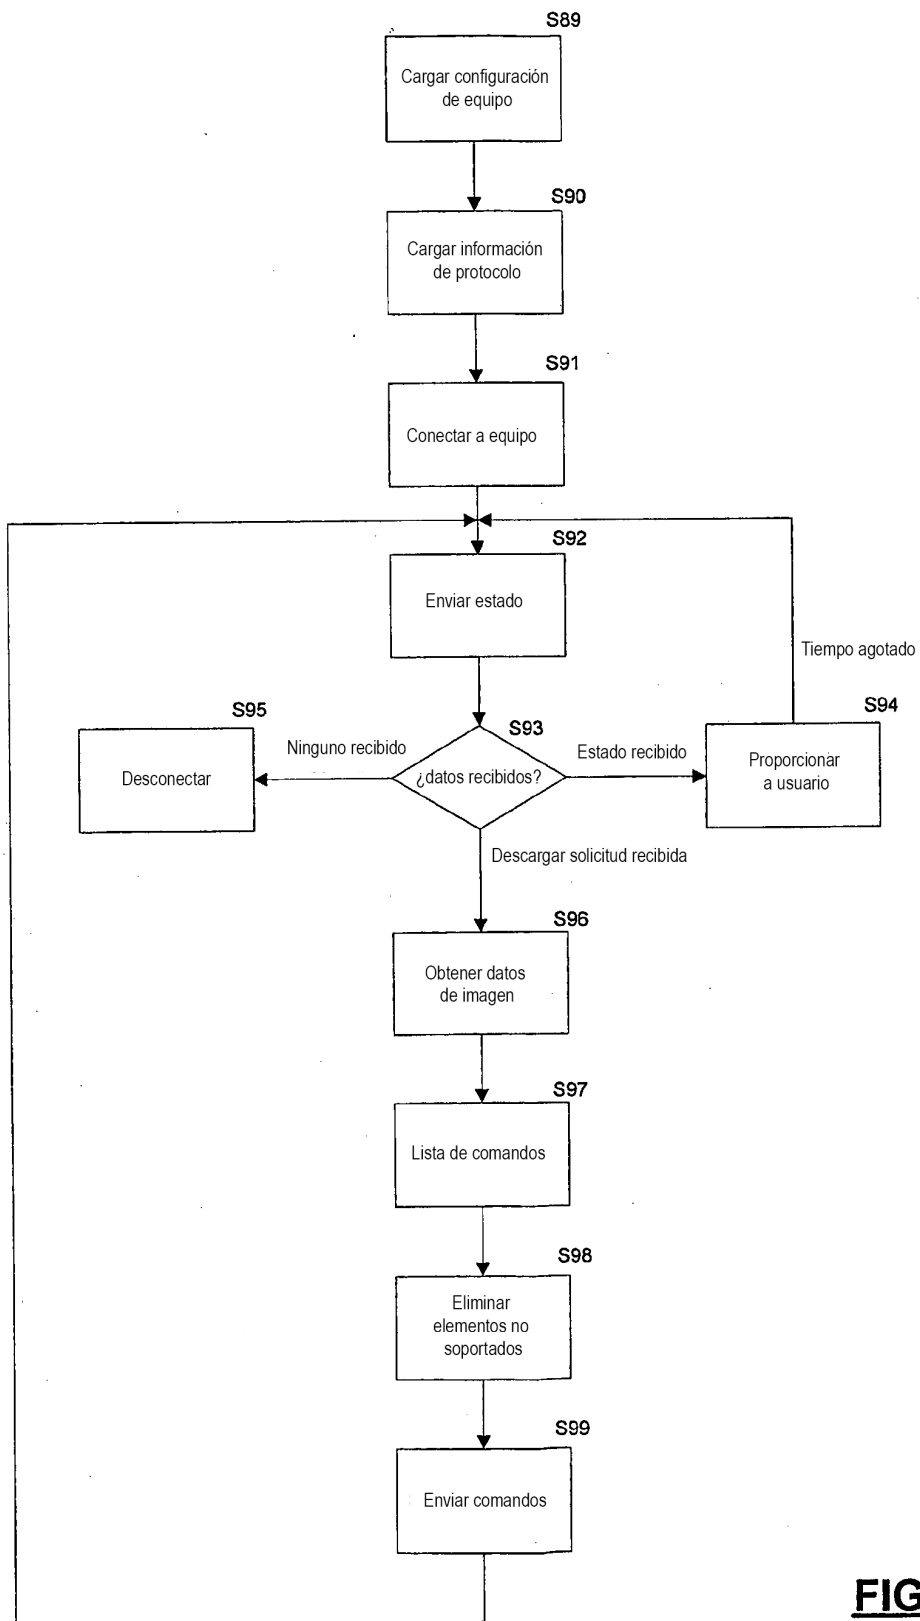 S89
Cargar configuración
de equipo
S90
Cargar información
de protocolo
S91
Conectar a equipo
S92
Enviar estado
Tiempo agotado
S95
Desconectar
Ninguno recibido
S93
¿datos recibidos?
Estado recibido
S94
Proporcionar
a usuario
Descargar solicitud recibida
S96
Obtener datos
de imagen
S97
Lista de comandos
S98
Eliminar
elementos no
soportados
S99
Enviar comandos
FIG